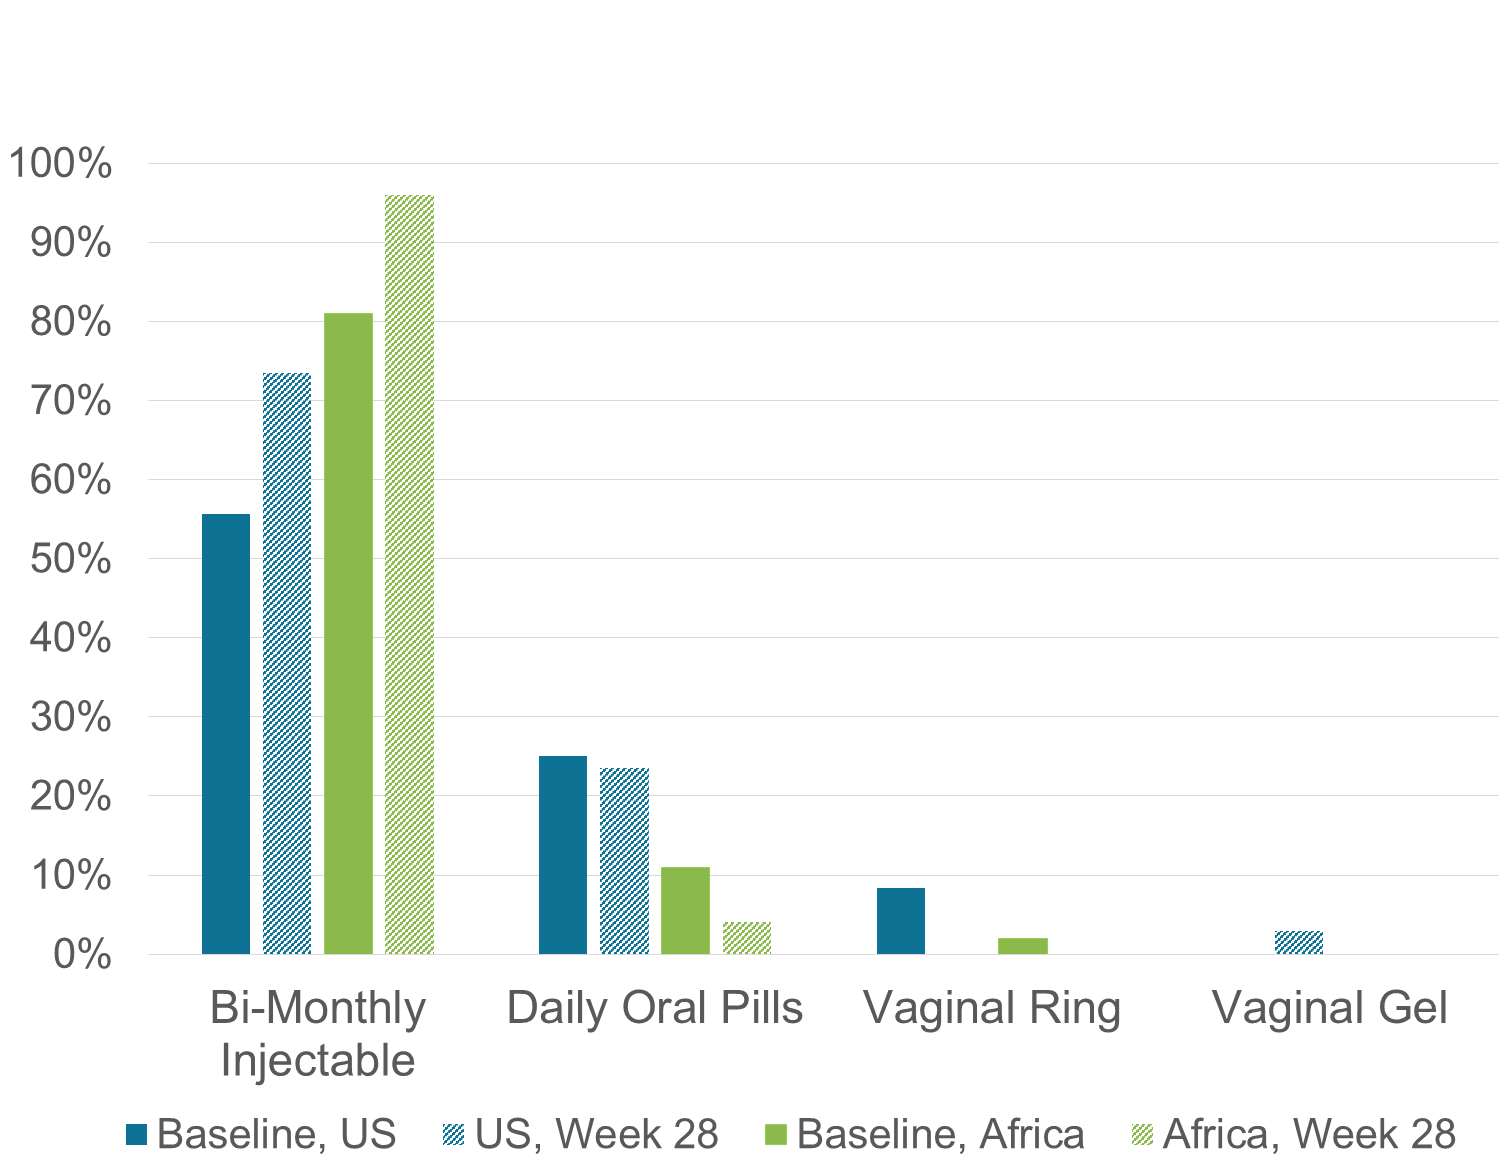 100%
90%
80%
70%
60%
50%
40%
30%
20%
10%
0%
Bi-Monthly Injectable
Daily Oral Pills
Vaginal Ring
Vaginal Gel
Baseline, US
US, Week 28
Baseline, Africa
Africa, Week 28